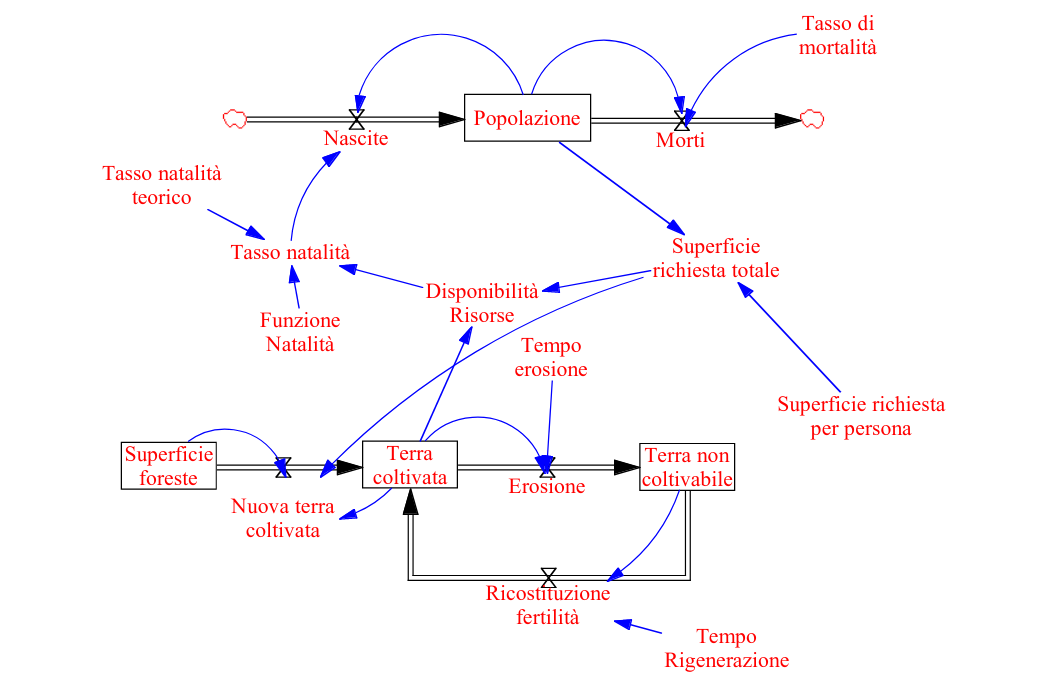 Tasso di
mortalità
Popolazione
Nascite
Morti
Tasso natalità
teorico
Tasso natalità
Superficie
richiesta totale
Disponibilità
Risorse
Funzione
Natalità
Tempo
erosione
Superficie richiesta
per persona
Superficie
foreste
Terra
coltivata
Terra non
coltivabile
Erosione
Nuova terra
coltivata
Ricostituzione
fertilità
Tempo
Rigenerazione